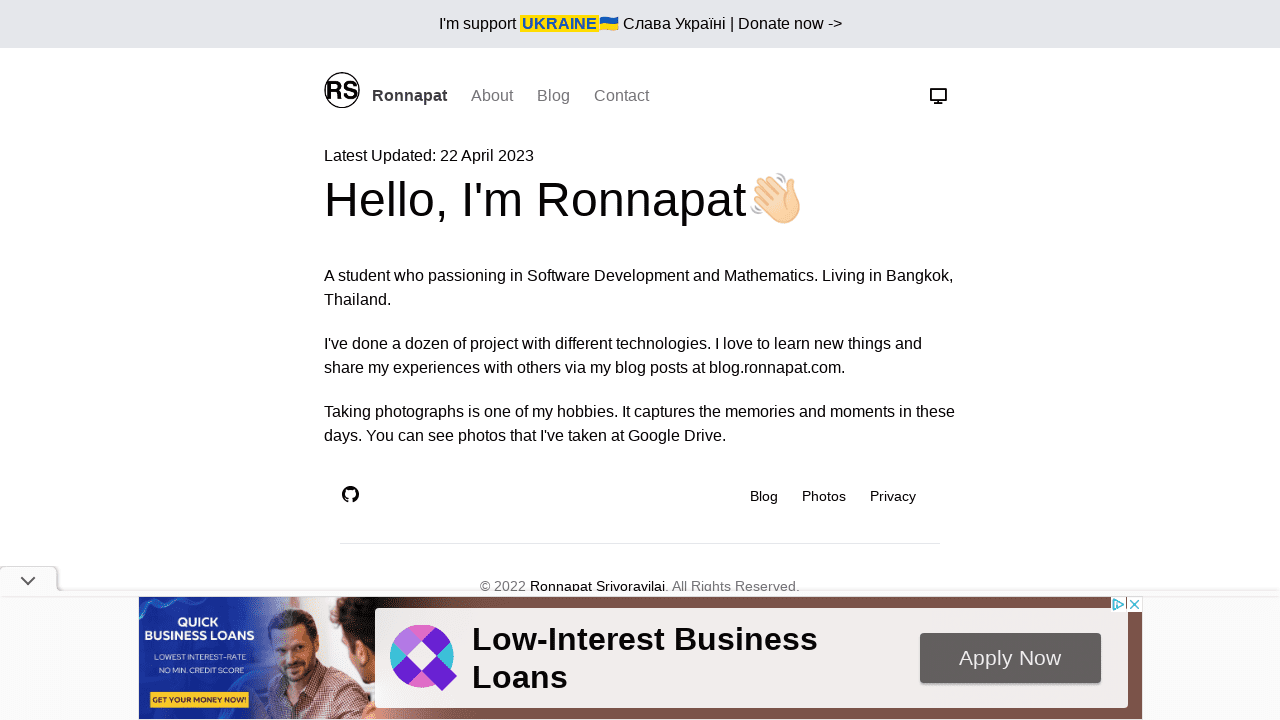 I'm support UKRAINE🇺🇦 Слава Україні | Donate now ->
RS Ronnapat About Blog Contact
Latest Updated: 22 April 2023
Hello, I'm Ronnapat👋🏻
A student who passioning in Software Development and Mathematics. Living in Bangkok,
Thailand.
I've done a dozen of project with different technologies. I love to learn new things and
share my experiences with others via my blog posts at blog.ronnapat.com.
Taking photographs is one of my hobbies. It captures the memories and moments in these
days. You can see photos that I've taken at Google Drive.
Blog Photos Privacy
© 2022 Ronnapat Srivoravilai. All Rights Reserved.
QUICK
BUSINESS LOANS
LOWEST INTEREST-RATE
NO MIN. CREDIT SCORE
GET YOUR MONEY NOW!
Low-Interest Business
Loans
Apply Now